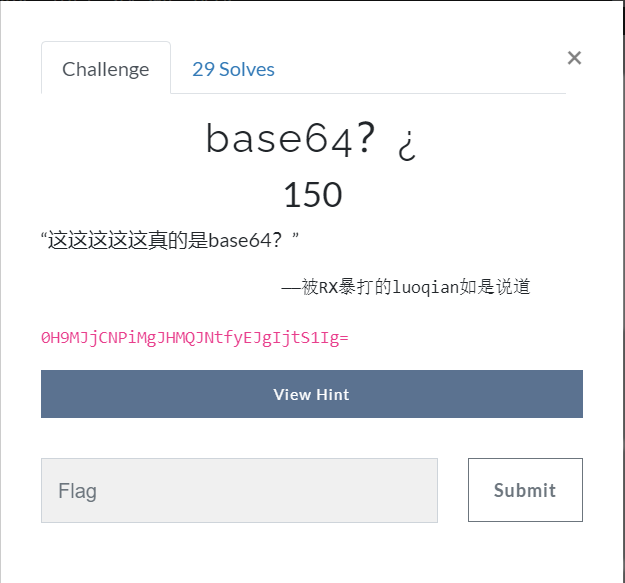 Challenge
29 Solves
×
base64？¿
150
“这这这这这真的是base64？”
——被RX暴打的luoqian如是说道
0H9MJjCNPiMgJHMQJNtfyEJgIjtS1Ig=
View Hint
Flag
Submit